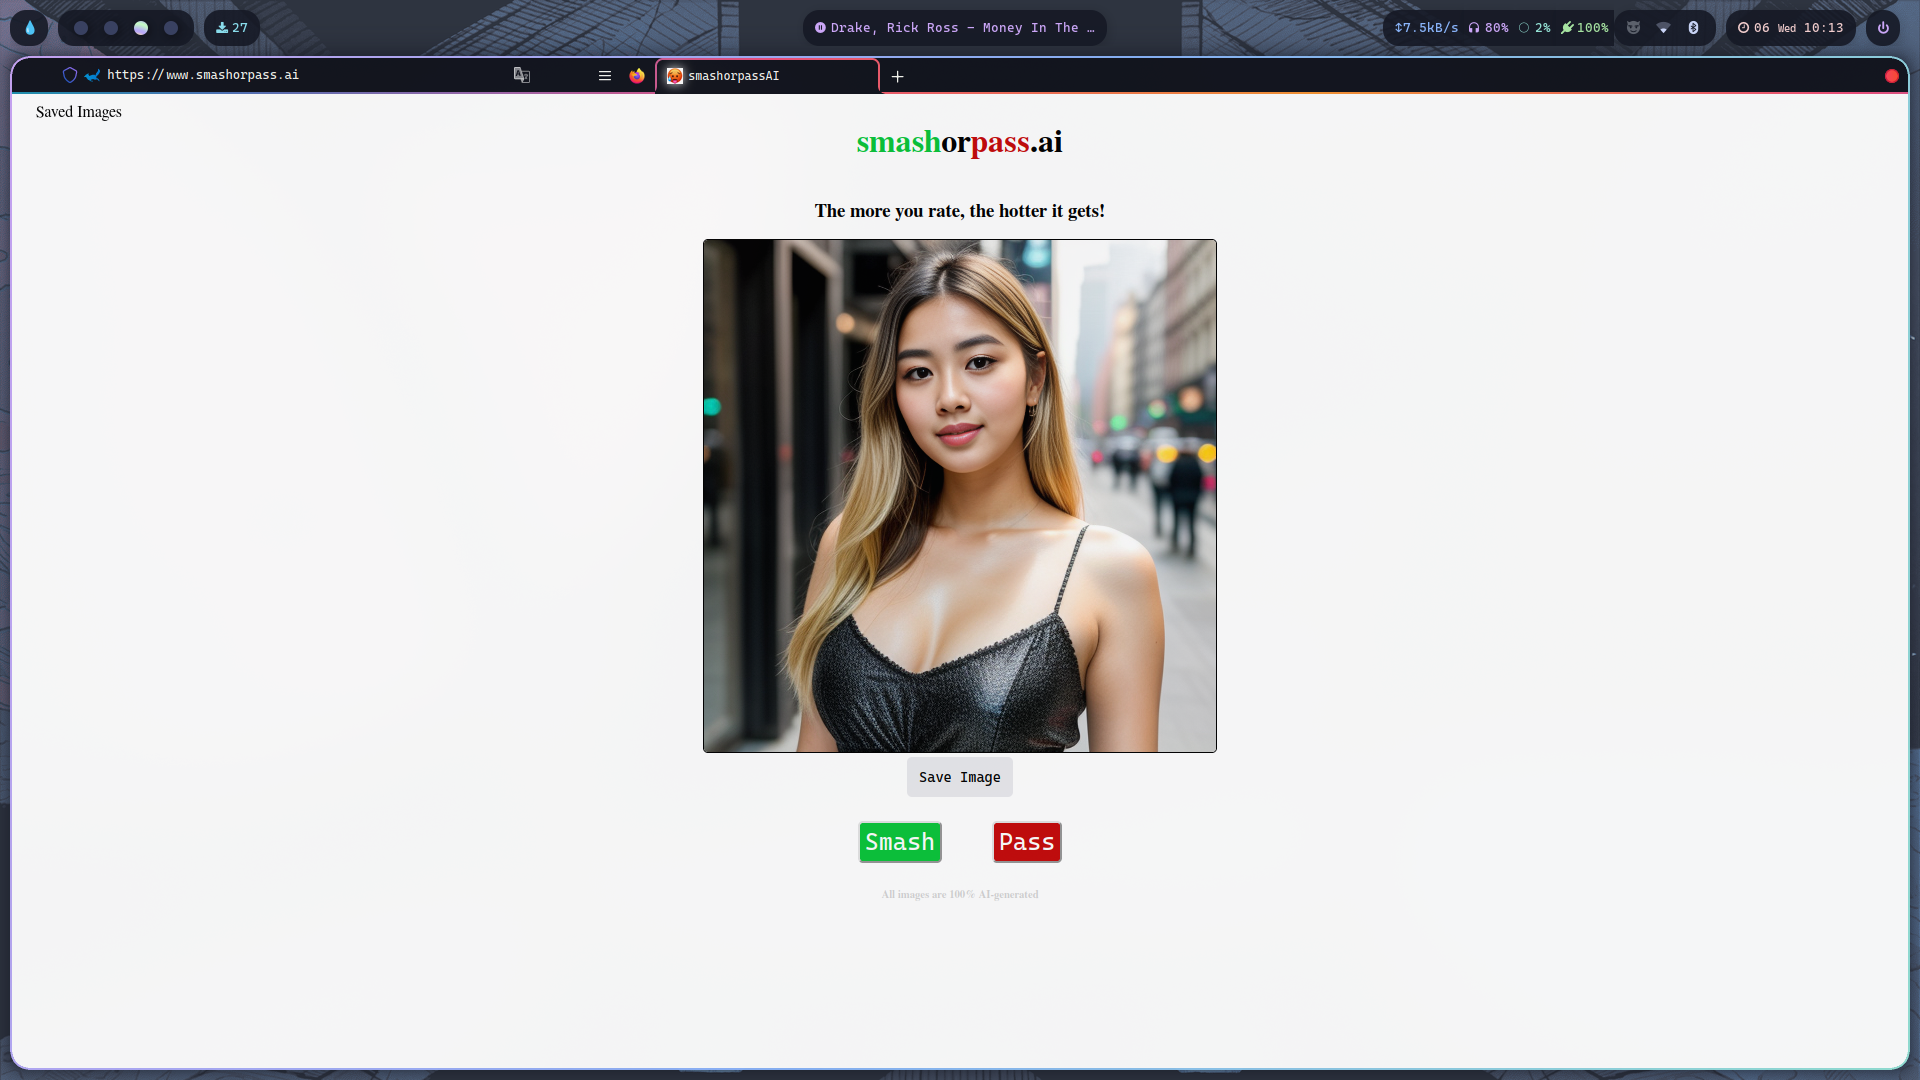 27
Drake, Rick Ross – Money In The …
↕7.5kB/s 80% 2% 100%
06 Wed 10:13
https://www.smashorpass.ai
smashorpassAI
Saved Images
smashorpass.ai
The more you rate, the hotter it gets!
Save Image
Smash
Pass
All images are 100% AI-generated